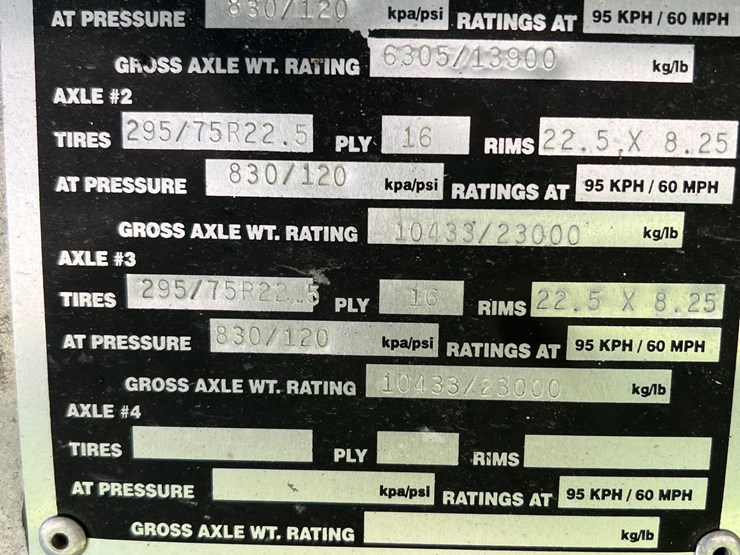 AT PRESSURE 830/120 kpa/psi RATINGS AT 95 KPH / 60 MPH
GROSS AXLE WT. RATING 6305/13900 kg/lb
AXLE #2
TIRES 295/75R22.5 PLY 16 RIMS 22.5 X 8.25
AT PRESSURE 830/120 kpa/psi RATINGS AT 95 KPH / 60 MPH
GROSS AXLE WT. RATING 10433/23000 kg/lb
AXLE #3
TIRES 295/75R22.5 PLY 16 RIMS 22.5 X 8.25
AT PRESSURE 830/120 kpa/psi RATINGS AT 95 KPH / 60 MPH
GROSS AXLE WT. RATING 10433/23000 kg/lb
AXLE #4
TIRES PLY RIMS
AT PRESSURE kpa/psi RATINGS AT 95 KPH / 60 MPH
GROSS AXLE WT. RATING kg/lb